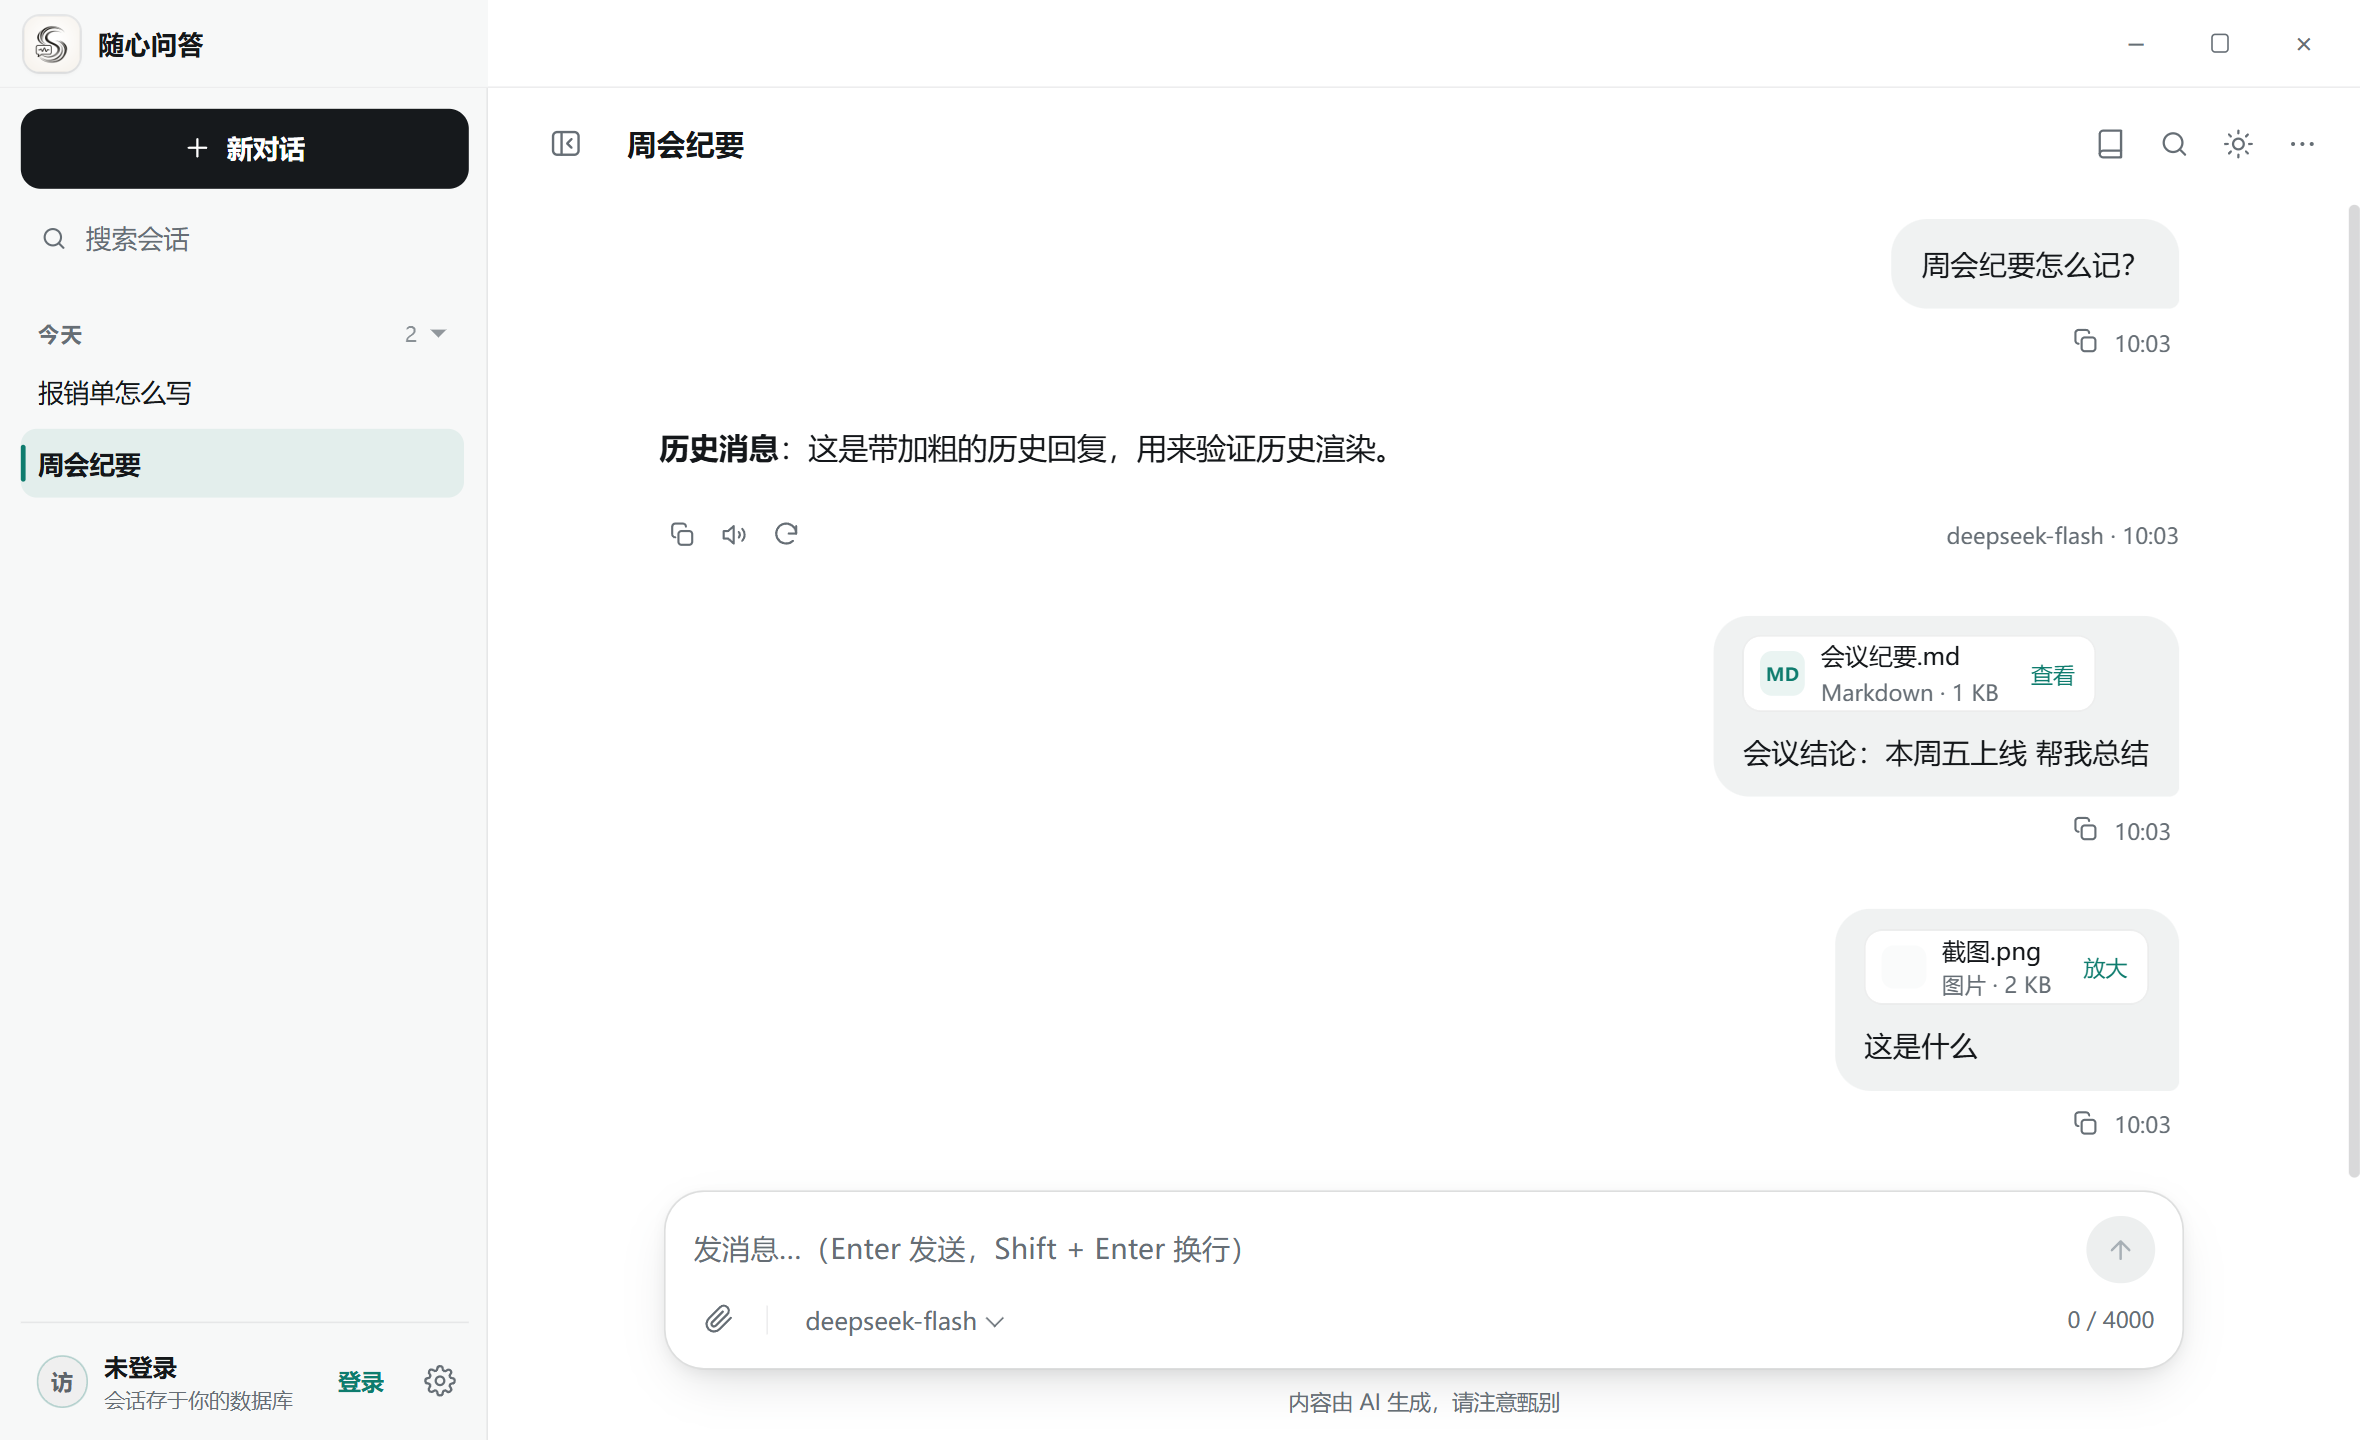 随心问答
新对话
搜索会话
今天
2
报销单怎么写
周会纪要
未登录
会话存于你的数据库
访
登录
周会纪要
周会纪要怎么记？
10:03
历史消息：这是带加粗的历史回复，用来验证历史渲染。
deepseek-flash · 10:03
MD
会议纪要.md
Markdown · 1 KB
查看
会议结论：本周五上线 帮我总结
10:03
截图.png
图片 · 2 KB
放大
这是什么
10:03
发消息...（Enter 发送，Shift + Enter 换行）
deepseek-flash
0 / 4000
内容由 AI 生成，请注意甄别